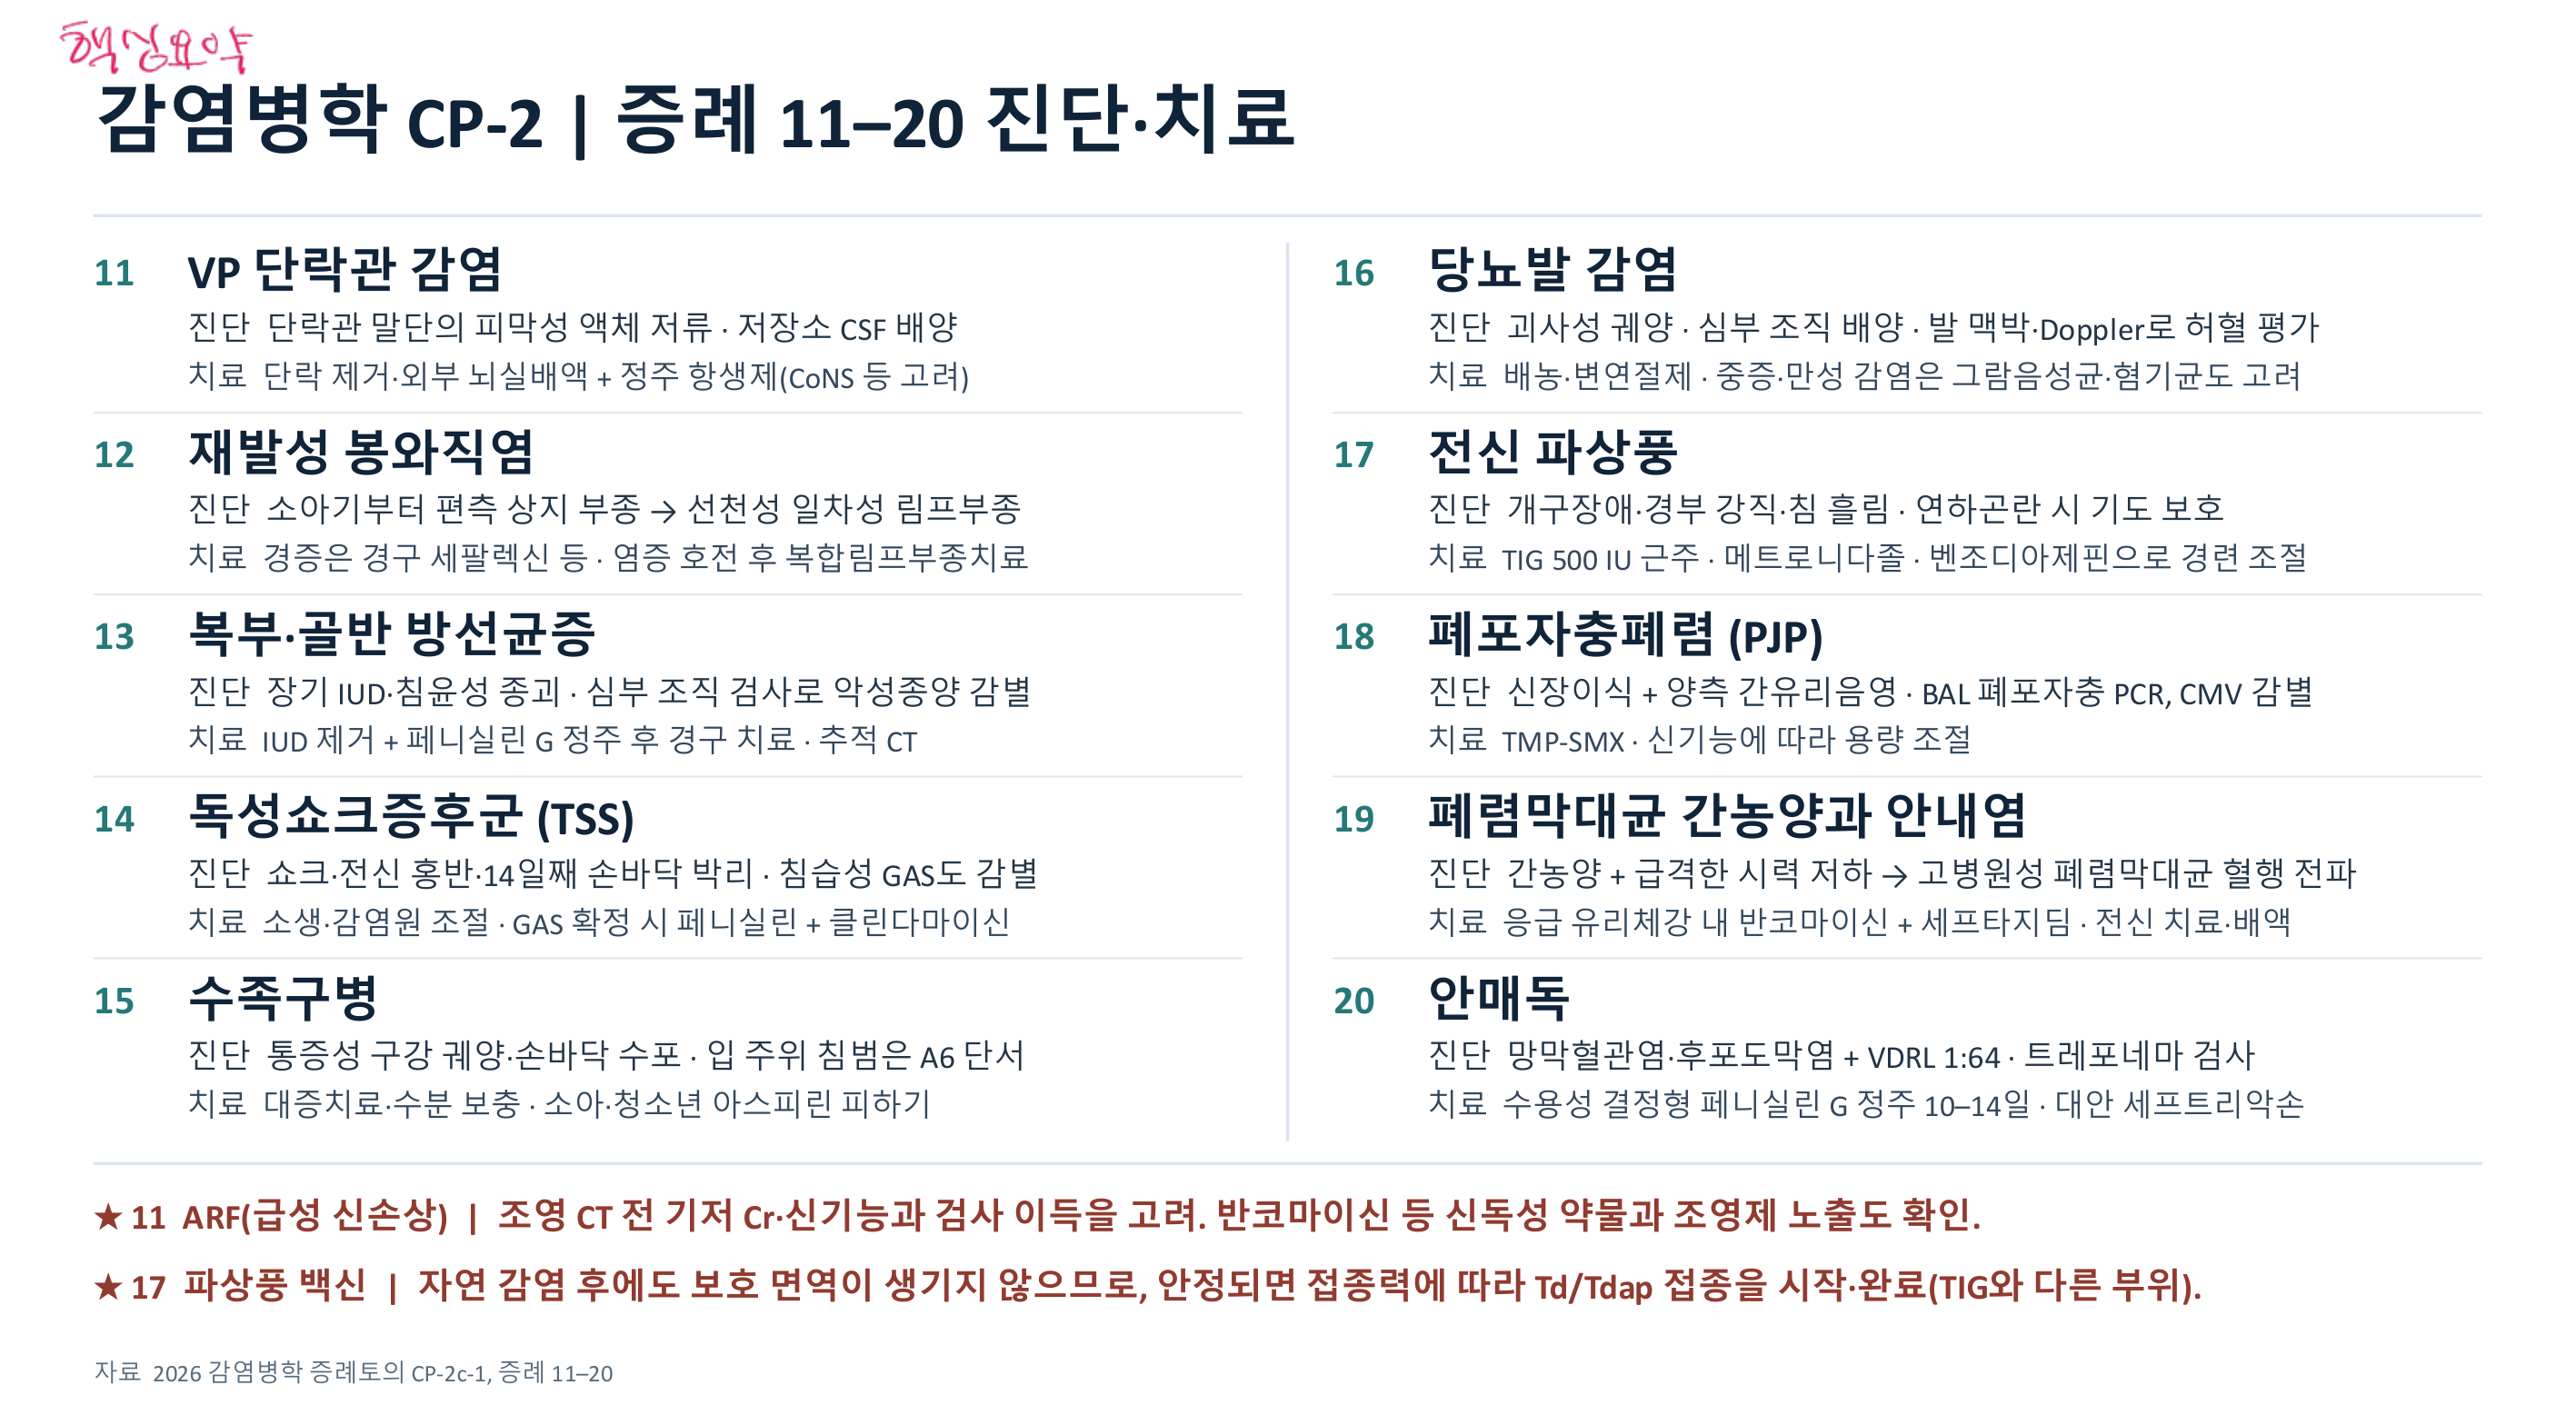 핵심요약
감염병학 CP-2 | 증례 11–20 진단·치료
11 VP 단락관 감염
진단 단락관 말단의 피막성 액체 저류 · 저장소 CSF 배양
치료 단락 제거·외부 뇌실배액 + 정주 항생제(CoNS 등 고려)
12 재발성 봉와직염
진단 소아기부터 편측 상지 부종 → 선천성 일차성 림프부종
치료 경증은 경구 세팔렉신 등 · 염증 호전 후 복합림프부종치료
13 복부·골반 방선균증
진단 장기 IUD·침윤성 종괴 · 심부 조직 검사로 악성종양 감별
치료 IUD 제거 + 페니실린 G 정주 후 경구 치료 · 추적 CT
14 독성쇼크증후군 (TSS)
진단 쇼크·전신 홍반·14일째 손바닥 박리 · 침습성 GAS도 감별
치료 소생·감염원 조절 · GAS 확정 시 페니실린 + 클린다마이신
15 수족구병
진단 통증성 구강 궤양·손바닥 수포 · 입 주위 침범은 A6 단서
치료 대증치료·수분 보충 · 소아·청소년 아스피린 피하기
16 당뇨발 감염
진단 괴사성 궤양 · 심부 조직 배양 · 발 맥박·Doppler로 허혈 평가
치료 배농·변연절제 · 중증·만성 감염은 그람음성균·혐기균도 고려
17 전신 파상풍
진단 개구장애·경부 강직·침 흘림 · 연하곤란 시 기도 보호
치료 TIG 500 IU 근주 · 메트로니다졸 · 벤조디아제핀으로 경련 조절
18 폐포자충폐렴 (PJP)
진단 신장이식 + 양측 간유리음영 · BAL 폐포자충 PCR, CMV 감별
치료 TMP-SMX · 신기능에 따라 용량 조절
19 폐렴막대균 간농양과 안내염
진단 간농양 + 급격한 시력 저하 → 고병원성 폐렴막대균 혈행 전파
치료 응급 유리체강 내 반코마이신 + 세프타지딤 · 전신 치료·배액
20 안매독
진단 망막혈관염·후포도막염 + VDRL 1:64 · 트레포네마 검사
치료 수용성 결정형 페니실린 G 정주 10–14일 · 대안 세프트리악손
★ 11 ARF(급성 신손상) | 조영 CT 전 기저 Cr·신기능과 검사 이득을 고려. 반코마이신 등 신독성 약물과 조영제 노출도 확인.
★ 17 파상풍 백신 | 자연 감염 후에도 보호 면역이 생기지 않으므로, 안정되면 접종력에 따라 Td/Tdap 접종을 시작·완료(TIG와 다른 부위).
자료 2026 감염병학 증례토의 CP-2c-1, 증례 11–20